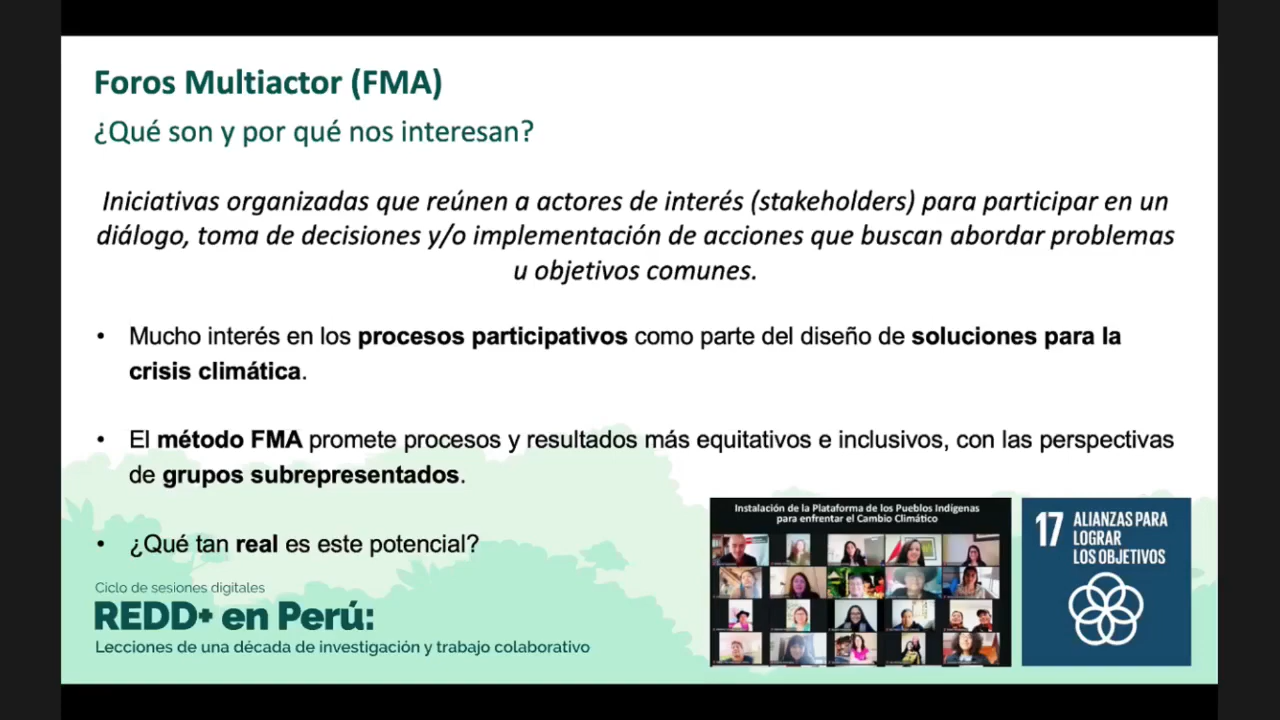 Foros Multiactor (FMA)
¿Qué son y por qué nos interesan?
Iniciativas organizadas que reúnen a actores de interés (stakeholders) para participar en un
diálogo, toma de decisiones y/o implementación de acciones que buscan abordar problemas
u objetivos comunes.
• Mucho interés en los procesos participativos como parte del diseño de soluciones para la
crisis climática.
• El método FMA promete procesos y resultados más equitativos e inclusivos, con las perspectivas
de grupos subrepresentados.
• ¿Qué tan real es este potencial?
Ciclo de sesiones digitales
REDD+ en Perú:
Lecciones de una década de investigación y trabajo colaborativo
Instalación de la Plataforma de los Pueblos Indígenas
para enfrentar el Cambio Climático
17 ALIANZAS PARA
LOGRAR
LOS OBJETIVOS